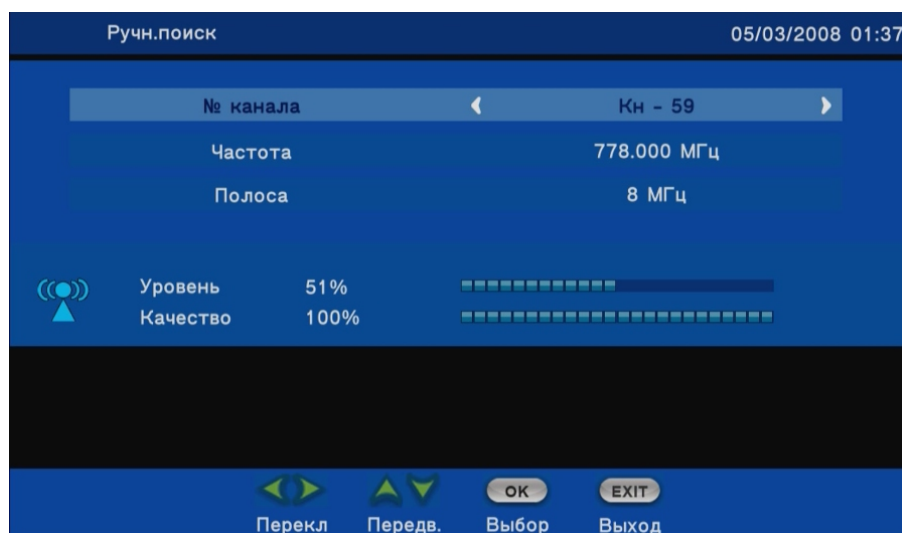 Ручн.поиск 05/03/2008 01:37
№ канала Кн - 59
Частота 778.000 МГц
Полоса 8 МГц
Уровень 51%
Качество 100%
OK EXIT
Перекл Передв. Выбор Выход